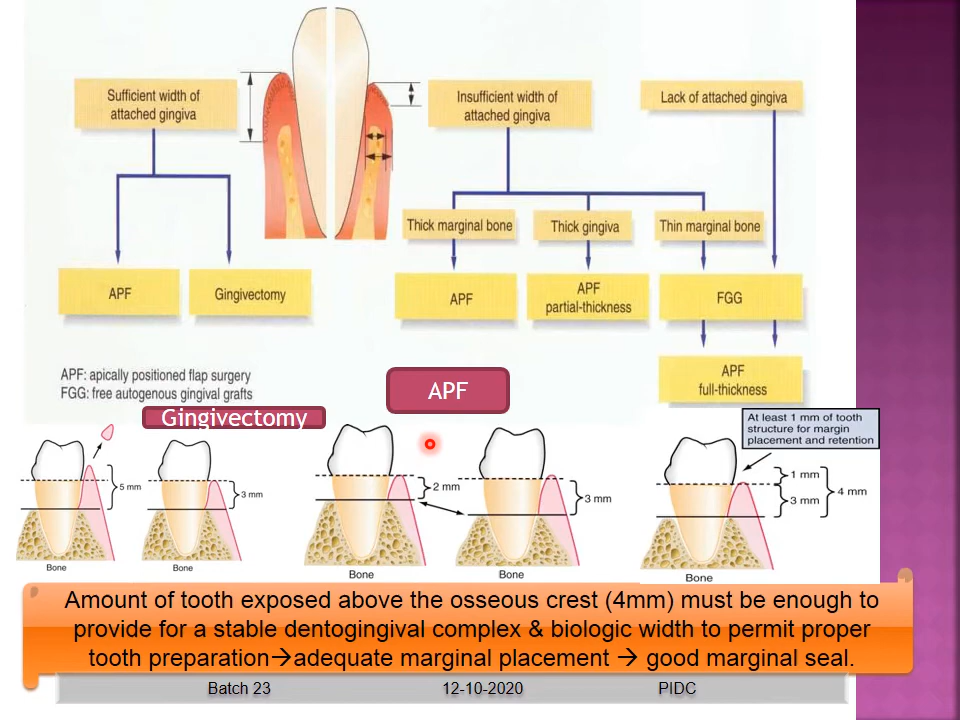 Sufficient width of
attached gingiva
Insufficient width of
attached gingiva
Lack of attached gingiva
Thick marginal bone
Thick gingiva
Thin marginal bone
APF
Gingivectomy
APF
APF
partial-thickness
FGG
APF
full-thickness
APF: apically positioned flap surgery
FGG: free autogenous gingival grafts
Gingivectomy
APF
At least 1 mm of tooth
structure for margin
placement and retention
5 mm
3 mm
2 mm
3 mm
1 mm
3 mm
4 mm
Bone
Bone
Bone
Bone
Bone
Amount of tooth exposed above the osseous crest (4mm) must be enough to
provide for a stable dentogingival complex & biologic width to permit proper
tooth preparation→adequate marginal placement → good marginal seal.
Batch 23 12-10-2020 PIDC